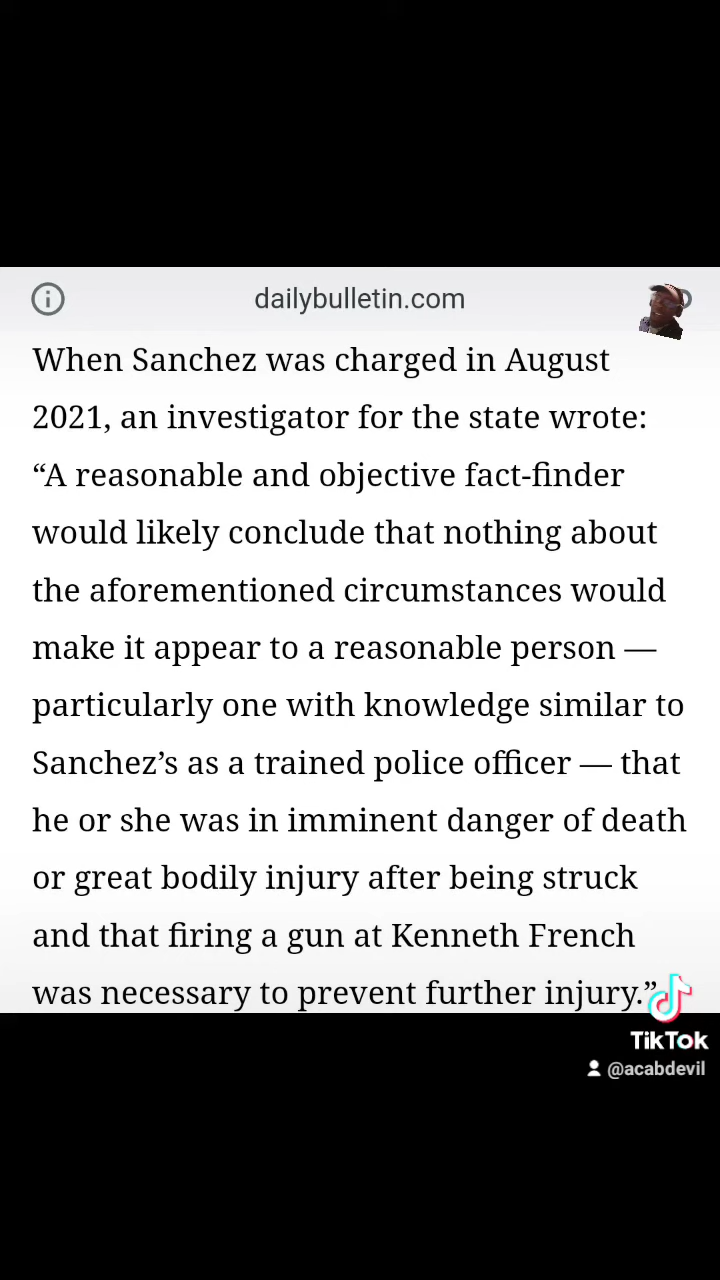 dailybulletin.com
When Sanchez was charged in August
2021, an investigator for the state wrote:
“A reasonable and objective fact-finder
would likely conclude that nothing about
the aforementioned circumstances would
make it appear to a reasonable person —
particularly one with knowledge similar to
Sanchez’s as a trained police officer — that
he or she was in imminent danger of death
or great bodily injury after being struck
and that firing a gun at Kenneth French
was necessary to prevent further injury.”
TikTok
@acabdevil